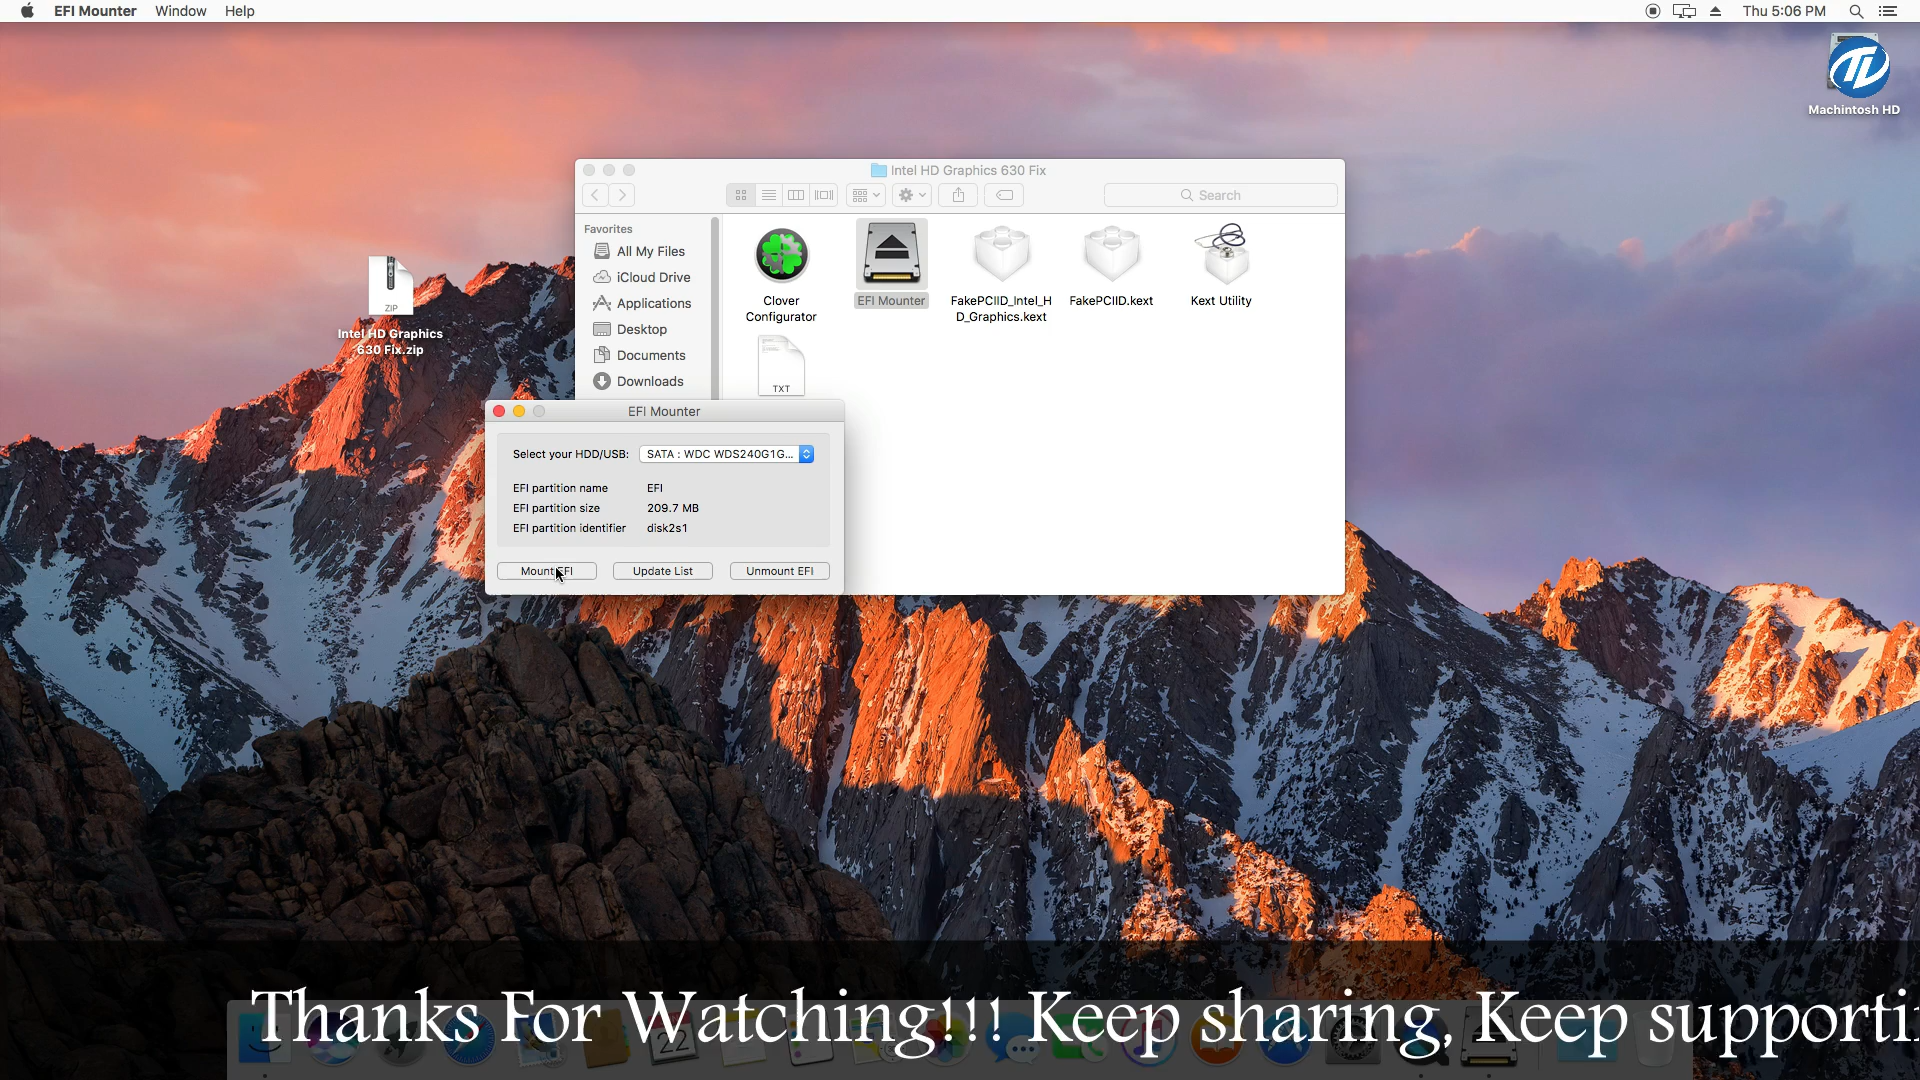 EFI Mounter Window Help
Thu 5:06 PM
Machintosh HD
Intel HD Graphics 630 Fix
Search
Favorites
All My Files
iCloud Drive
Applications
Desktop
Documents
Downloads
Clover
Configurator
EFI Mounter
FakePCIID_Intel_H
D_Graphics.kext
FakePCIID.kext
Kext Utility
TXT
ZIP
Intel HD Graphics
630 Fix.zip
EFI Mounter
Select your HDD/USB: SATA : WDC WDS240G1G...
EFI partition name EFI
EFI partition size 209.7 MB
EFI partition identifier disk2s1
Mount EFI Update List Unmount EFI
Thanks For Watching!!! Keep sharing, Keep supporti
22